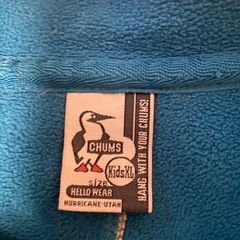 CHUMS
Kids XL
size
HELLO WEAR
HURRICANE-UTAH
HANG WITH YOUR CHUMS!